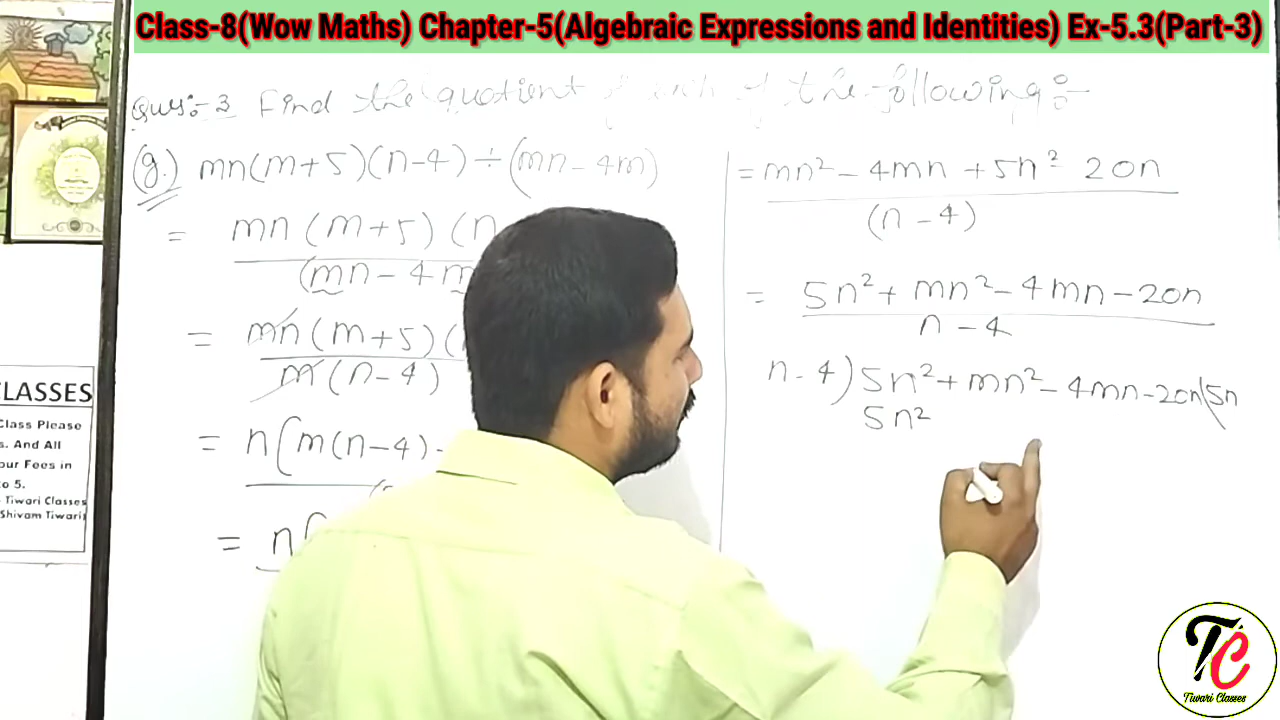 Class-8(Wow Maths) Chapter-5(Algebraic Expressions and Identities) Ex-5.3(Part-3)
Ques:-3 Find the quotient of each of the following :-
(g.) mn(m+5)(n-4) ÷ (mn-4m)
= mn (m+5) (n
(mn - 4m
= mn (m+5) (
m (n-4)
= n[m(n-4)
= n[
= mn² - 4mn + 5n² 20n
(n - 4)
= 5n² + mn² - 4mn - 20n
n - 4
n - 4) 5n² + mn² - 4mn - 20n (5n
5n²
CLASSES
Class Please
s. And All
our Fees in
to 5.
Tiwari Classes
Shivam Tiwari)
TC
Tiwari Classes